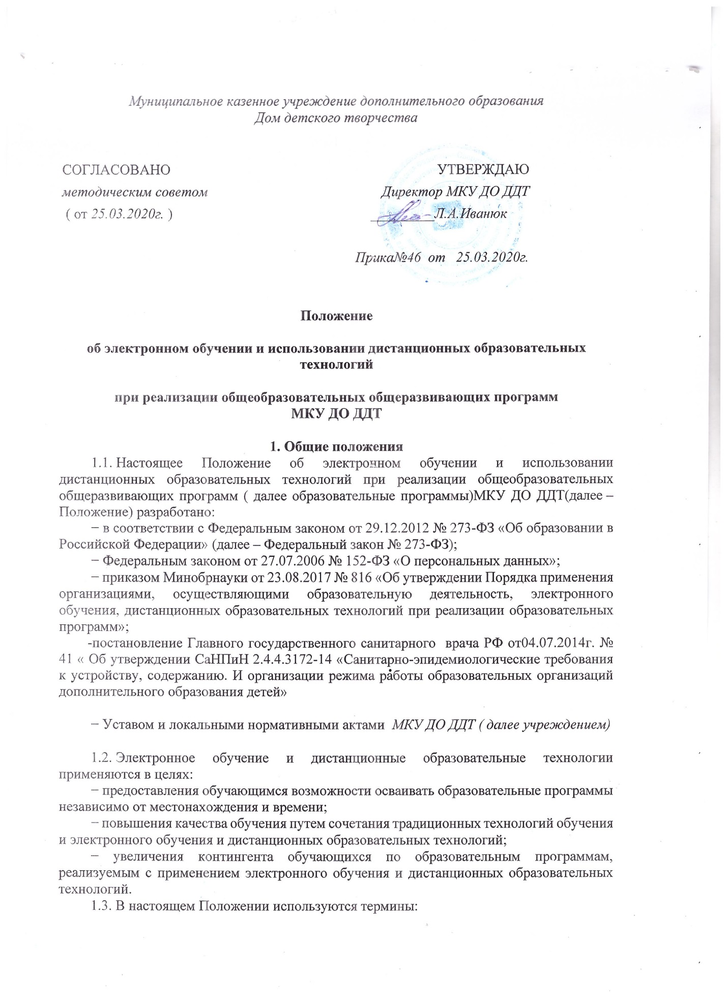 Муниципальное казенное учреждение дополнительного образования
Дом детского творчества
СОГЛАСОВАНО
УТВЕРЖДАЮ
методическим советом
Директор МКУ ДО ДДТ
( от 25.03.2020г. )
Л.А.Иванюк
Прика№46 от 25.03.2020г.
Положение
об электронном обучении и использовании дистанционных образовательных
технологий
при реализации общеобразовательных общеразвивающих программ
МКУ ДО ДДТ
1. Общие положения
1.1. Настоящее Положение об электронном обучении и использовании
дистанционных образовательных технологий при реализации общеобразовательных
общеразвивающих программ ( далее образовательные программы)МКУ ДО ДДТ(далее –
Положение) разработано:
− в соответствии с Федеральным законом от 29.12.2012 № 273-ФЗ «Об образовании в
Российской Федерации» (далее – Федеральный закон № 273-ФЗ);
− Федеральным законом от 27.07.2006 № 152-ФЗ «О персональных данных»;
− приказом Минобрнауки от 23.08.2017 № 816 «Об утверждении Порядка применения
организациями, осуществляющими образовательную деятельность, электронного
обучения, дистанционных образовательных технологий при реализации образовательных
программ»;
-постановление Главного государственного санитарного врача РФ от04.07.2014г. №
41 « Об утверждении СаНПиН 2.4.4.3172-14 «Санитарно-эпидемиологические требования
к устройству, содержанию. И организации режима работы образовательных организаций
дополнительного образования детей»
− Уставом и локальными нормативными актами МКУ ДО ДДТ ( далее учреждением)
1.2. Электронное обучение и дистанционные образовательные технологии
применяются в целях:
− предоставления обучающимся возможности осваивать образовательные программы
независимо от местонахождения и времени;
− повышения качества обучения путем сочетания традиционных технологий обучения
и электронного обучения и дистанционных образовательных технологий;
− увеличения контингента обучающихся по образовательным программам,
реализуемым с применением электронного обучения и дистанционных образовательных
технологий.
1.3. В настоящем Положении используются термины: